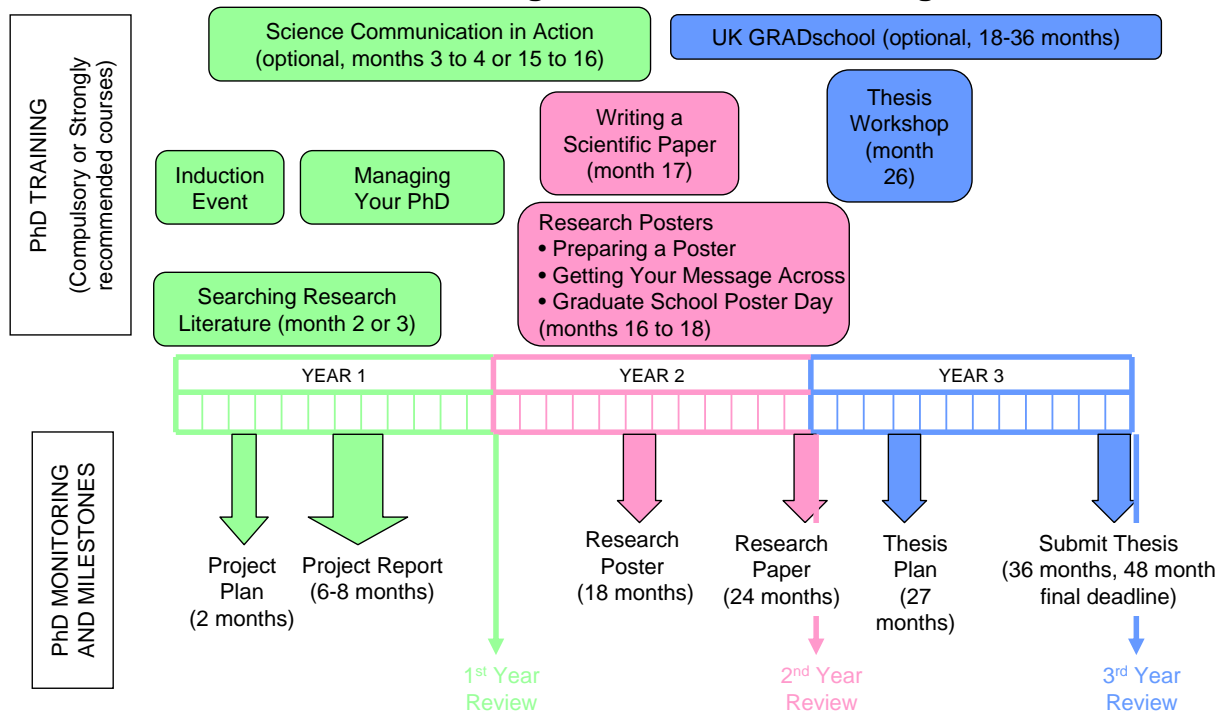 Science Communication in Action
(optional, months 3 to 4 or 15 to 16)
UK GRADschool (optional, 18-36 months)
PhD TRAINING
(Compulsory or Strongly
recommended courses)
Writing a
Scientific Paper
(month 17)
Thesis
Workshop
(month
26)
Induction
Event
Managing
Your PhD
Research Posters
• Preparing a Poster
• Getting Your Message Across
• Graduate School Poster Day
(months 16 to 18)
Searching Research
Literature (month 2 or 3)
YEAR 1
YEAR 2
YEAR 3
PhD MONITORING
AND MILESTONES
Project
Plan
(2 months)
Project Report
(6-8 months)
Research
Poster
(18 months)
Research
Paper
(24 months)
Thesis
Plan
(27
months)
Submit Thesis
(36 months, 48 month
final deadline)
1st Year
Review
2nd Year
Review
3rd Year
Review